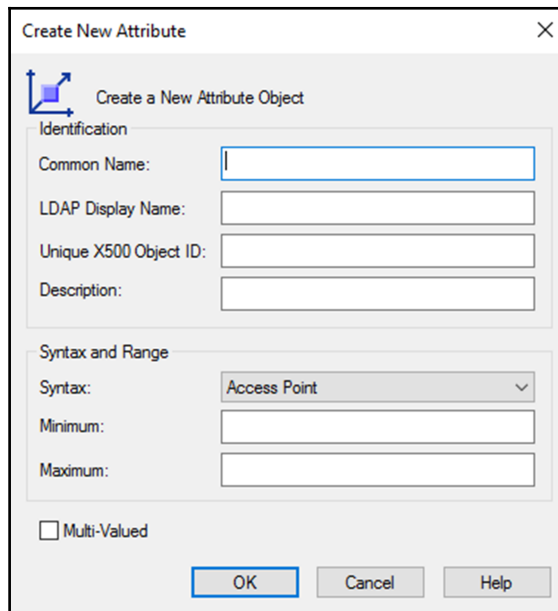 Create New Attribute
Create a New Attribute Object
Identification
Common Name:
LDAP Display Name:
Unique X500 Object ID:
Description:
Syntax and Range
Syntax: Access Point
Minimum:
Maximum:
Multi-Valued
OK Cancel Help